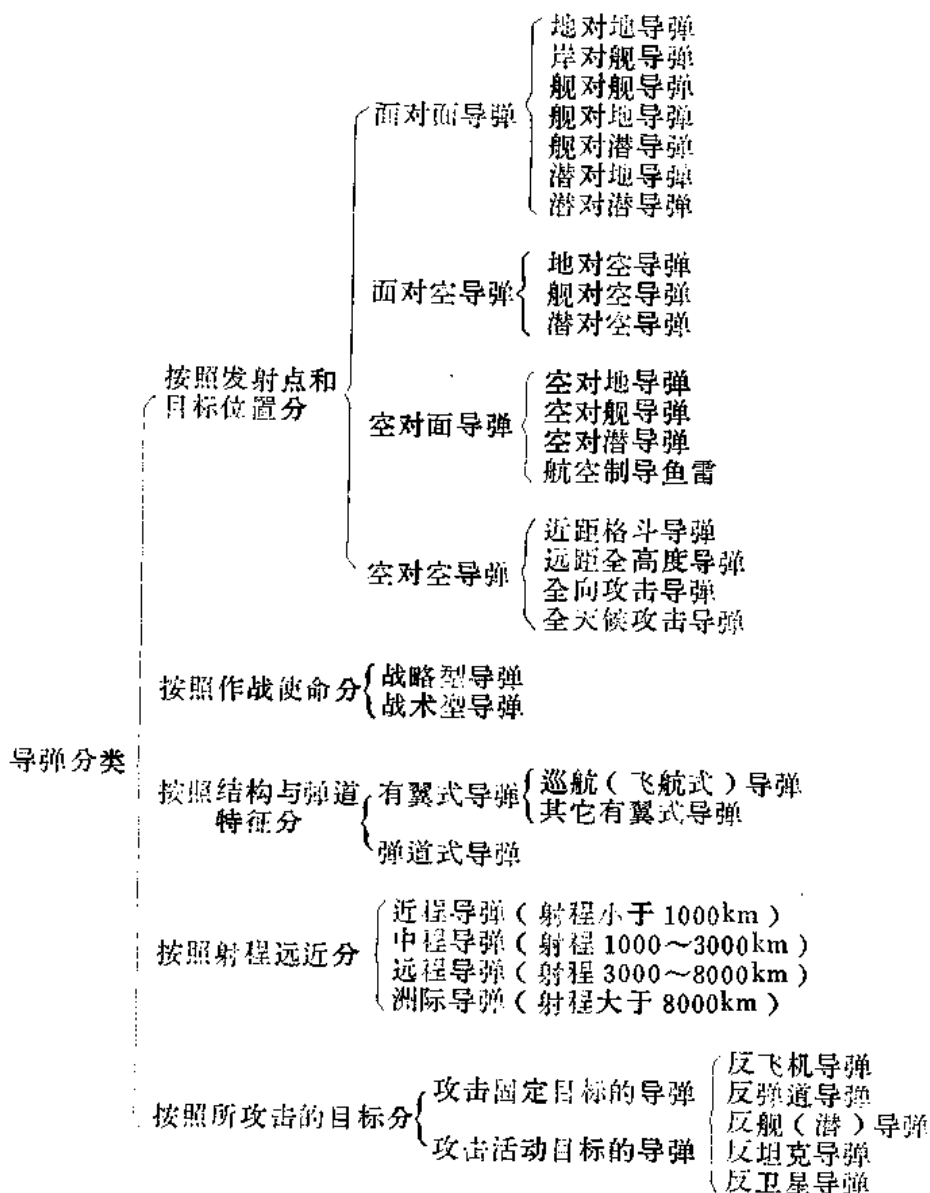 导弹分类
按照发射点和
目标位置分
面对面导弹
地对地导弹
岸对舰导弹
舰对舰导弹
舰对地导弹
舰对潜导弹
潜对地导弹
潜对潜导弹
面对空导弹
地对空导弹
舰对空导弹
潜对空导弹
空对面导弹
空对地导弹
空对舰导弹
空对潜导弹
航空制导鱼雷
空对空导弹
近距格斗导弹
远距全高度导弹
全向攻击导弹
全天候攻击导弹
按照作战使命分
战略型导弹
战术型导弹
按照结构与弹道
特征分
有翼式导弹
巡航（飞航式）导弹
其它有翼式导弹
弹道式导弹
按照射程远近分
近程导弹（射程小于1000km）
中程导弹（射程1000～3000km）
远程导弹（射程3000～8000km）
洲际导弹（射程大于8000km）
按照所攻击的目标分
攻击固定目标的导弹
攻击活动目标的导弹
反飞机导弹
反弹道导弹
反舰（潜）导弹
反坦克导弹
反卫星导弹